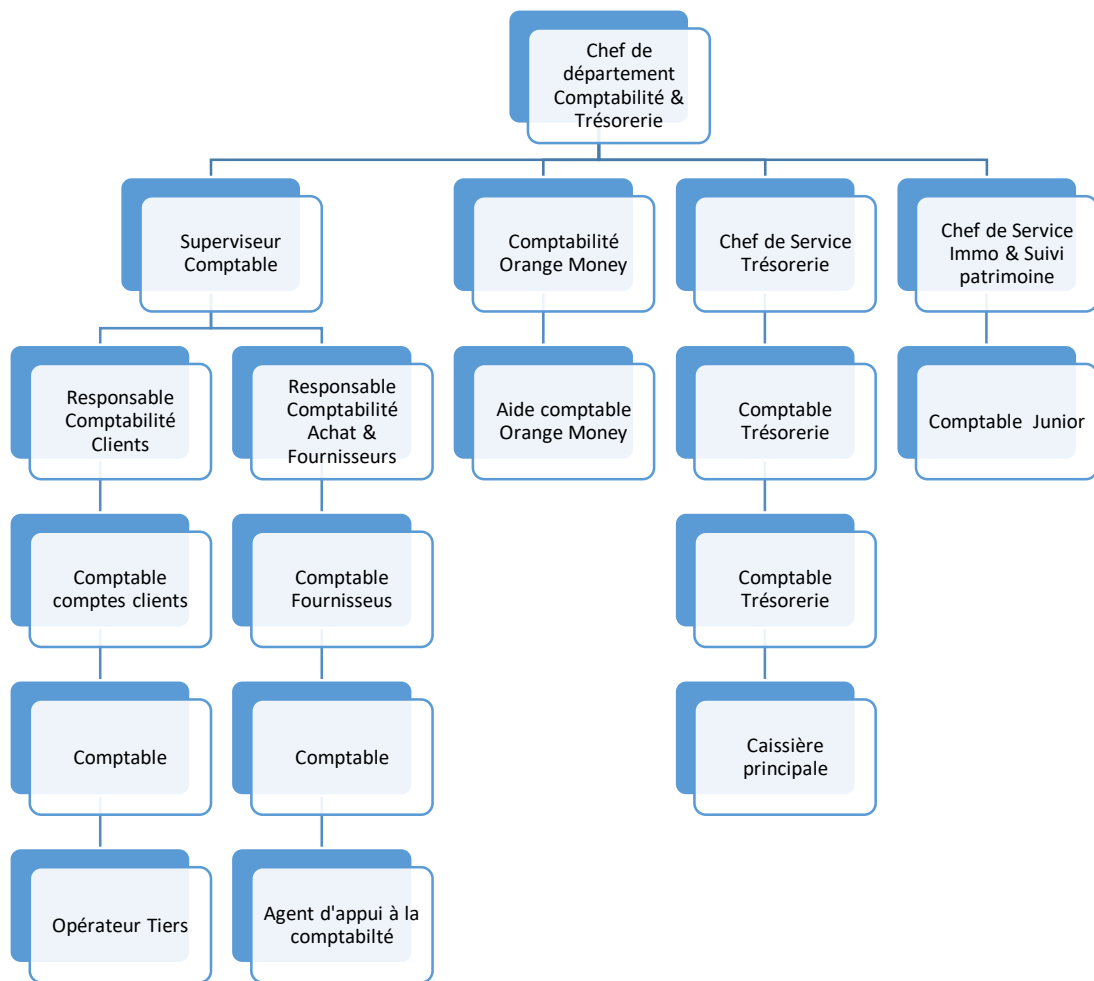 Chef de
département
Comptabilité &
Trésorerie
Superviseur
Comptable
Comptabilité
Orange Money
Chef de Service
Trésorerie
Chef de Service
Immo & Suivi
patrimoine
Responsable
Comptabilité
Clients
Responsable
Comptabilité
Achat &
Fournisseurs
Aide comptable
Orange Money
Comptable
Trésorerie
Comptable Junior
Comptable
comptes clients
Comptable
Fournisseus
Comptable
Trésorerie
Comptable
Comptable
Caissière
principale
Opérateur Tiers
Agent d'appui à la
comptabilté